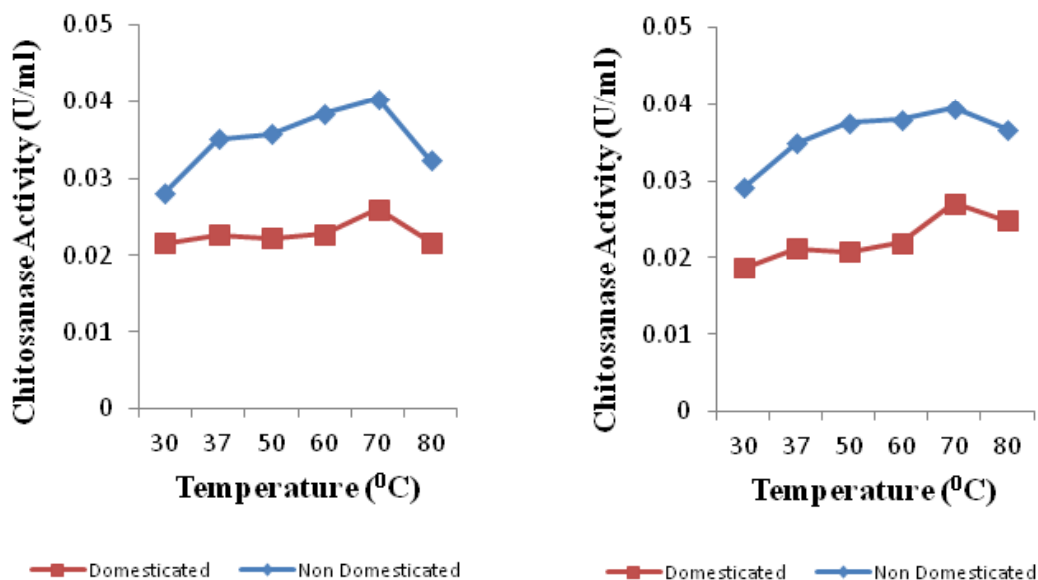 Chitosanase Activity (U/ml)
0.05
0.04
0.03
0.02
0.01
0
30 37 50 60 70 80
Temperature (⁰C)
Domesticated Non Domesticated
Chitosanase Activity (U/ml)
0.05
0.04
0.03
0.02
0.01
0
30 37 50 60 70 80
Temperature (⁰C)
Domesticated Non Domesticated